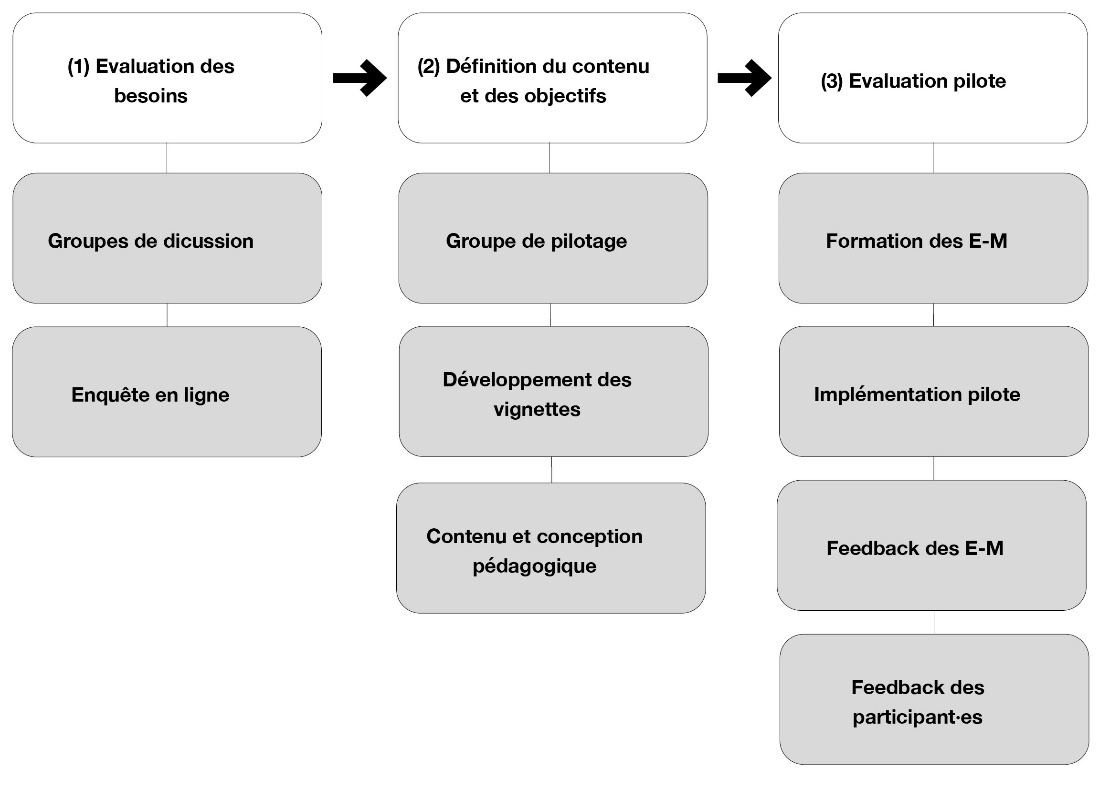 (1) Evaluation des
besoins
(2) Définition du contenu
et des objectifs
(3) Evaluation pilote
Groupes de dicussion
Groupe de pilotage
Formation des E-M
Enquête en ligne
Développement des
vignettes
Implémentation pilote
Contenu et conception
pédagogique
Feedback des E-M
Feedback des
participant·es